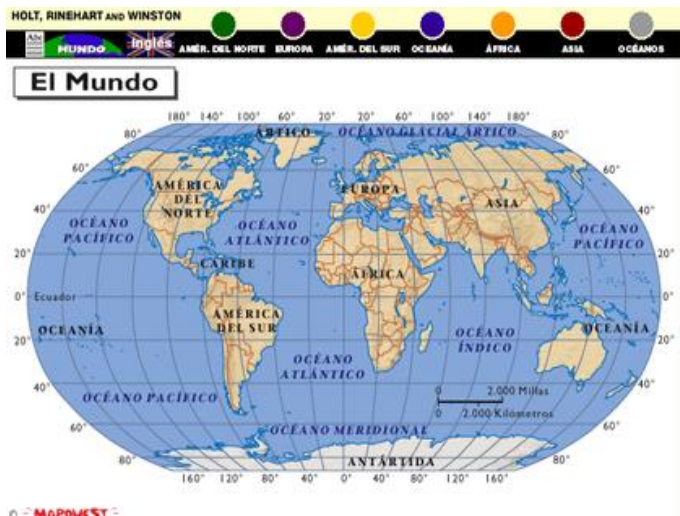 HOLT, RINEHART AND WINSTON
Abc MUNDO inglés AMÉR. DEL NORTE EUROPA AMÉR. DEL SUR OCEANÍA ÁFRICA ASIA OCÉANOS
El Mundo
180° 140° 100° 60° 20° 20° 60° 100° 140° 180°
80° ÁRTICO OCÉANO GLACIAL ÁRTICO 80°
60° 60°
AMÉRICA DEL NORTE
EUROPA
ASIA
40° 40°
OCÉANO PACÍFICO
OCÉANO ATLÁNTICO
OCÉANO PACÍFICO
20° 20°
CARIBE
ÁFRICA
0° Ecuador 0°
AMÉRICA DEL SUR
OCEANÍA
OCÉANO ÍNDICO
OCEANÍA
20° 20°
OCÉANO ATLÁNTICO
40° 40°
OCÉANO PACÍFICO
0 2.000 Millas
0 2.000 Kilómetros
60° OCÉANO MERIDIONAL 60°
80° ANTÁRTIDA 80°
160° 120° 80° 40° 0° 40° 80° 120° 160°
© MAPQUEST